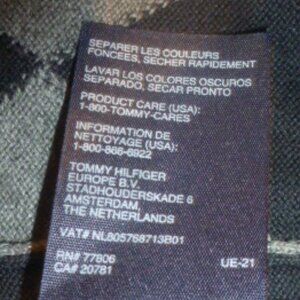 SEPARER LES COULEURS
FONCEES, SECHER RAPIDEMENT
LAVAR LOS COLORES OSCUROS
SEPARADO, SECAR PRONTO
PRODUCT CARE (USA):
1-800-TOMMY-CARES
INFORMATION DE
NETTOYAGE (USA):
1-800-866-6922
TOMMY HILFIGER
EUROPE B.V.
STADHOUDERSKADE 6
AMSTERDAM,
THE NETHERLANDS
VAT# NL805768713B01
RN# 77806
CA# 20781
UE-21